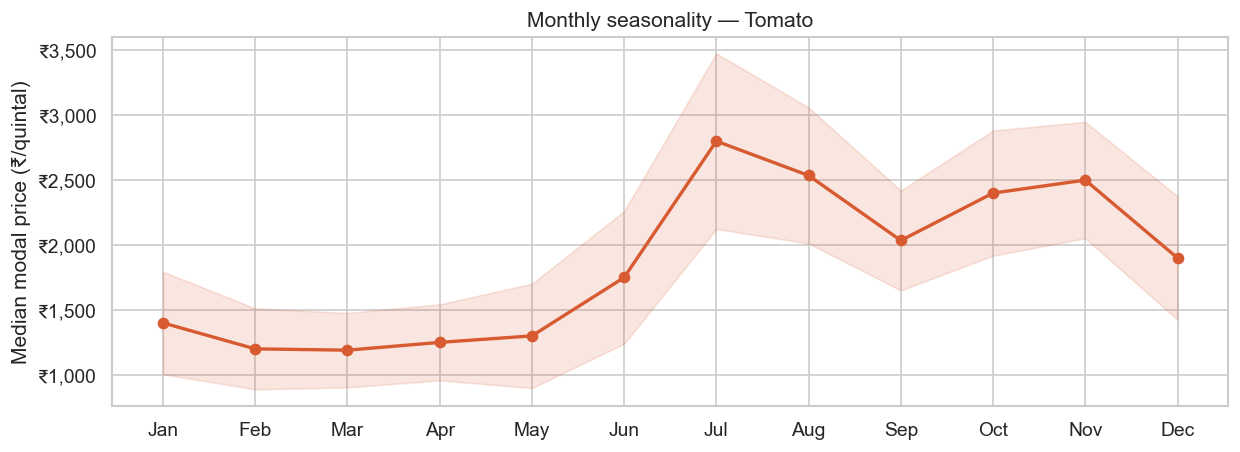 Monthly seasonality — Tomato
Median modal price (₹/quintal)
₹3,500
₹3,000
₹2,500
₹2,000
₹1,500
₹1,000
Jan Feb Mar Apr May Jun Jul Aug Sep Oct Nov Dec